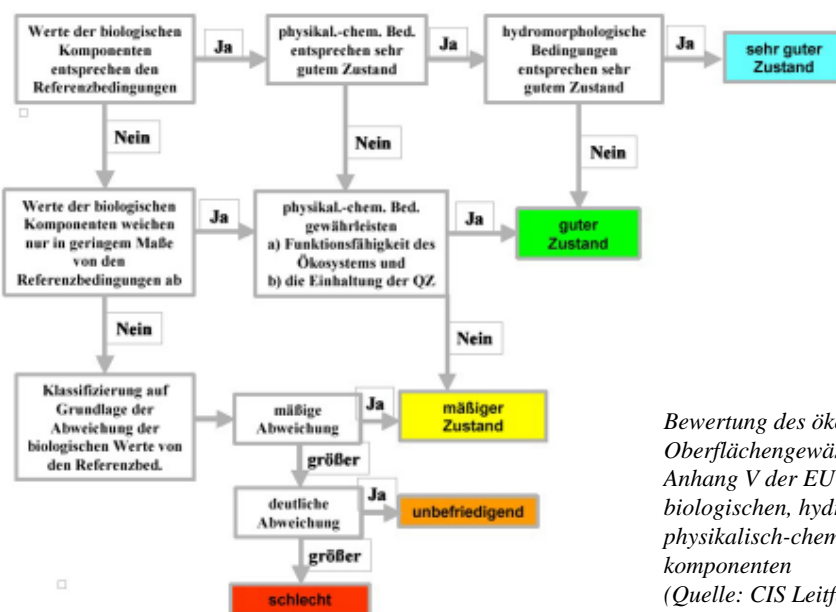 Werte der biologischen
Komponenten
entsprechen den
Referenzbedingungen
Ja
physikal.-chem. Bed.
entsprechen sehr
gutem Zustand
Ja
hydromorphologische
Bedingungen
entsprechen sehr
gutem Zustand
Ja
sehr guter
Zustand
Nein
Nein
Nein
Werte der biologischen
Komponenten weichen
nur in geringem Maße
von den
Referenzbedingungen ab
Ja
physikal.-chem. Bed.
gewährleisten
a) Funktionsfähigkeit des
Ökosystems und
b) die Einhaltung der QZ
Ja
guter
Zustand
Nein
Nein
Klassifizierung auf
Grundlage der
Abweichung der
biologischen Werte von
den Referenzbed.
mäßige
Abweichung
Ja
mäßiger
Zustand
größer
deutliche
Abweichung
Ja
unbefriedigend
größer
schlecht
Bewertung des ök
Oberflächengewäs
Anhang V der EU
biologischen, hyd
physikalisch-chem
komponenten
(Quelle: CIS Leitf